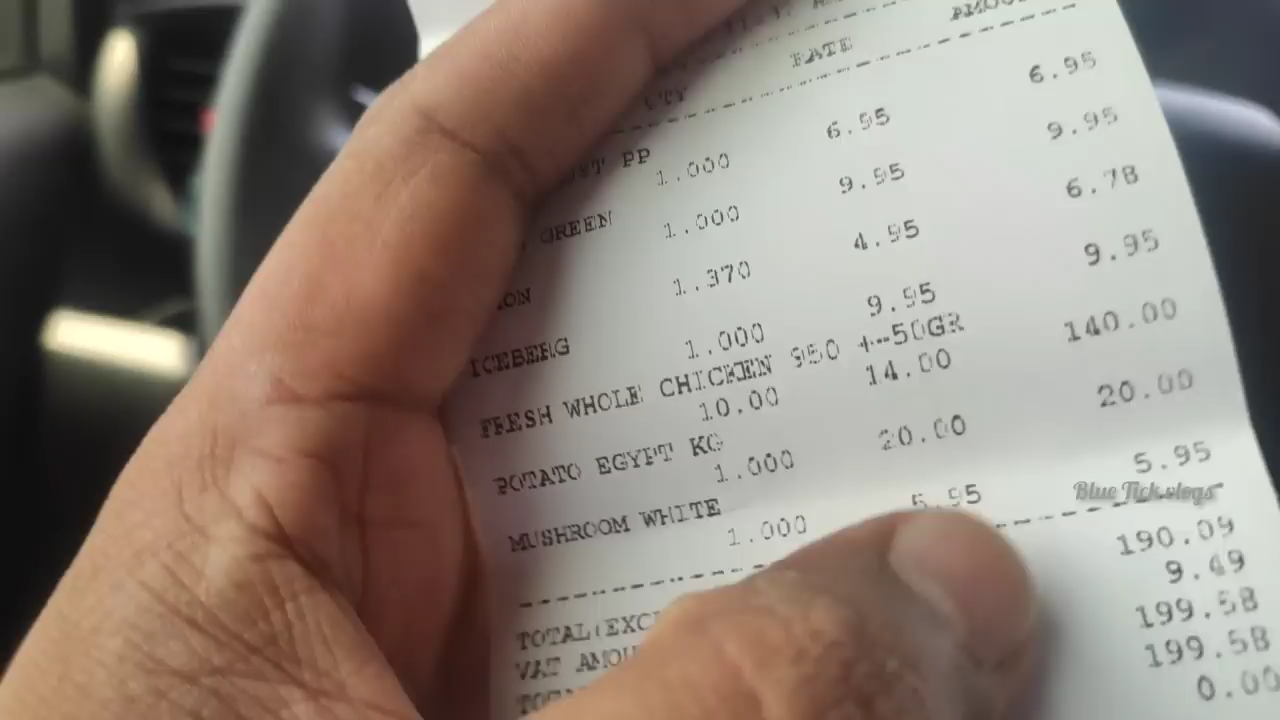 RATE
QTY
6.95
PP
1.000 6.95
9.95
GREEN
1.000 9.95
6.78
1.370 4.95
9.95
ICEBERG
1.000 9.95
140.00
FRESH WHOLE CHICKEN 950 +-50GR
10.00 14.00
20.00
POTATO EGYPT KG
1.000 20.00
5.95
MUSHROOM WHITE
1.000 5.95
Blue Tick vlogs
190.09
TOTAL(EXC
9.49
VAT AMOU
199.58
199.58
0.00